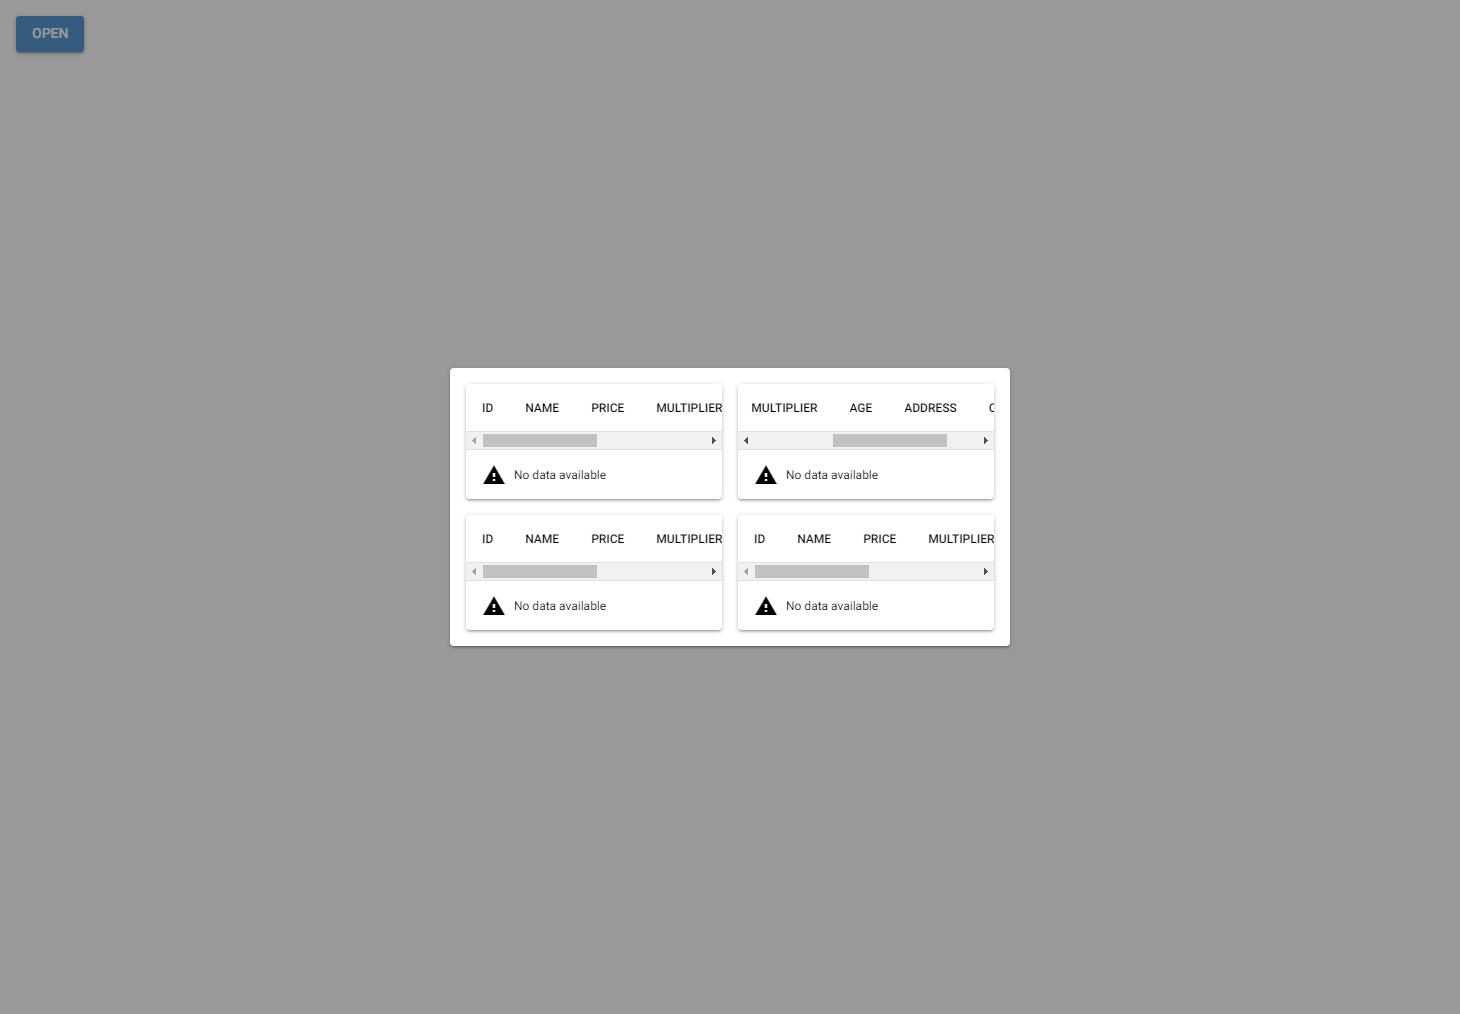 OPEN
ID NAME PRICE MULTIPLIER
No data available
MULTIPLIER AGE ADDRESS
No data available
ID NAME PRICE MULTIPLIER
No data available
ID NAME PRICE MULTIPLIER
No data available